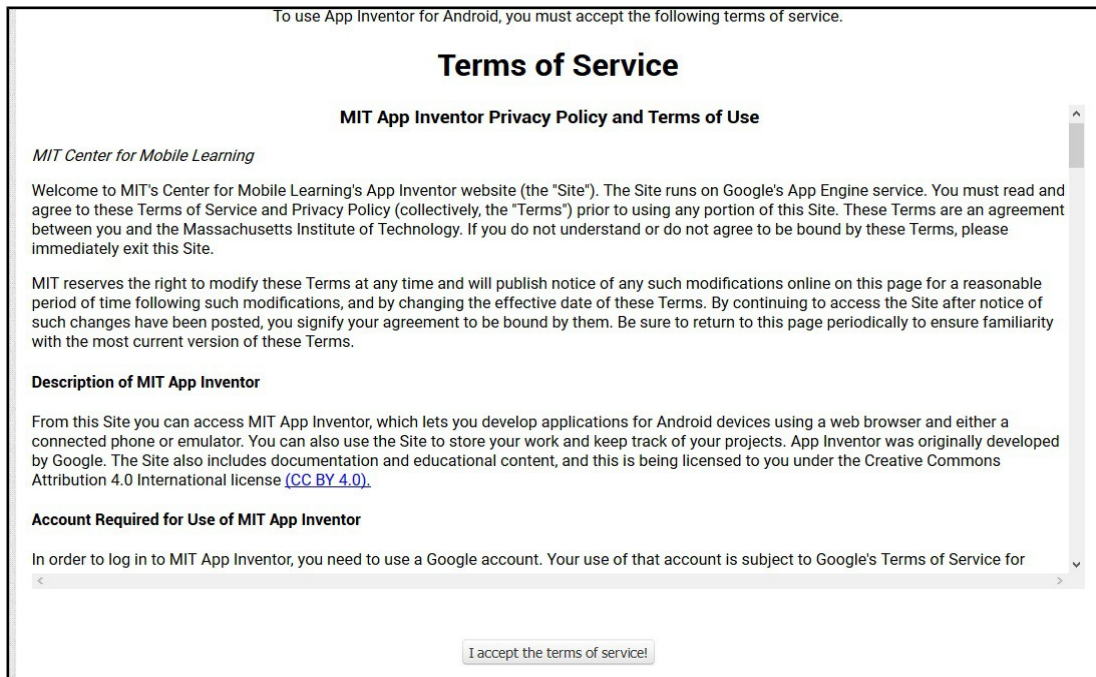 To use App Inventor for Android, you must accept the following terms of service.
Terms of Service
MIT App Inventor Privacy Policy and Terms of Use
MIT Center for Mobile Learning
Welcome to MIT's Center for Mobile Learning's App Inventor website (the "Site"). The Site runs on Google's App Engine service. You must read and
agree to these Terms of Service and Privacy Policy (collectively, the "Terms") prior to using any portion of this Site. These Terms are an agreement
between you and the Massachusetts Institute of Technology. If you do not understand or do not agree to be bound by these Terms, please
immediately exit this Site.
MIT reserves the right to modify these Terms at any time and will publish notice of any such modifications online on this page for a reasonable
period of time following such modifications, and by changing the effective date of these Terms. By continuing to access the Site after notice of
such changes have been posted, you signify your agreement to be bound by them. Be sure to return to this page periodically to ensure familiarity
with the most current version of these Terms.
Description of MIT App Inventor
From this Site you can access MIT App Inventor, which lets you develop applications for Android devices using a web browser and either a
connected phone or emulator. You can also use the Site to store your work and keep track of your projects. App Inventor was originally developed
by Google. The Site also includes documentation and educational content, and this is being licensed to you under the Creative Commons
Attribution 4.0 International license (CC BY 4.0).
Account Required for Use of MIT App Inventor
In order to log in to MIT App Inventor, you need to use a Google account. Your use of that account is subject to Google's Terms of Service for
I accept the terms of service!